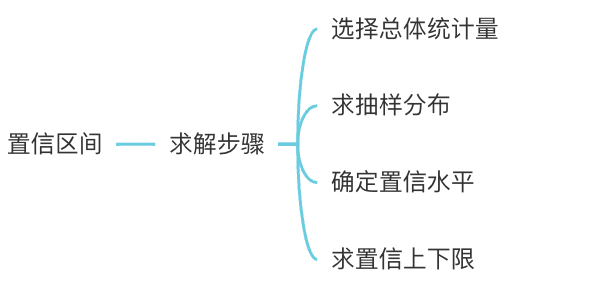 置信区间
求解步骤
选择总体统计量
求抽样分布
确定置信水平
求置信上下限